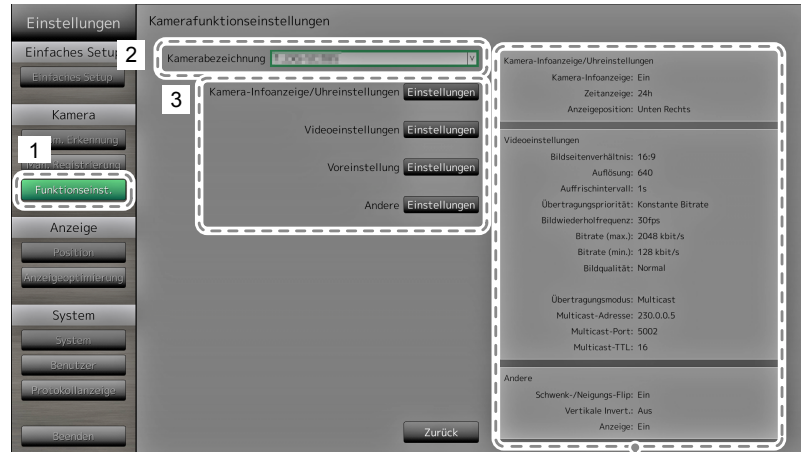 Einstellungen
Einfaches Setup
Einfaches Setup
Kamera
Erkennung
1
Man. Registrierung
Funktionseinst.
Anzeige
Position
Anzeigeoptimierung
System
System
Benutzer
Protokollanzeige
Beenden
Kamerafunktionseinstellungen
2
Kamerabezeichnung
3
Kamera-Infoanzeige/Uhreinstellungen Einstellungen
Videoeinstellungen Einstellungen
Voreinstellung Einstellungen
Andere Einstellungen
Zurück
Kamera-Infoanzeige/Uhreinstellungen
Kamera-Infoanzeige: Ein
Zeitanzeige: 24h
Anzeigeposition: Unten Rechts
Videoeinstellungen
Bildseitenverhältnis: 16:9
Auflösung: 640
Auffrischintervall: 1s
Übertragungspriorität: Konstante Bitrate
Bildwiederholfrequenz: 30fps
Bitrate (max.): 2048 kbit/s
Bitrate (min.): 128 kbit/s
Bildqualität: Normal
Übertragungsmodus: Multicast
Multicast-Adresse: 230.0.0.5
Multicast-Port: 5002
Multicast-TTL: 16
Andere
Schwenk-/Neigungs-Flip: Ein
Vertikale Invert.: Aus
Anzeige: Ein